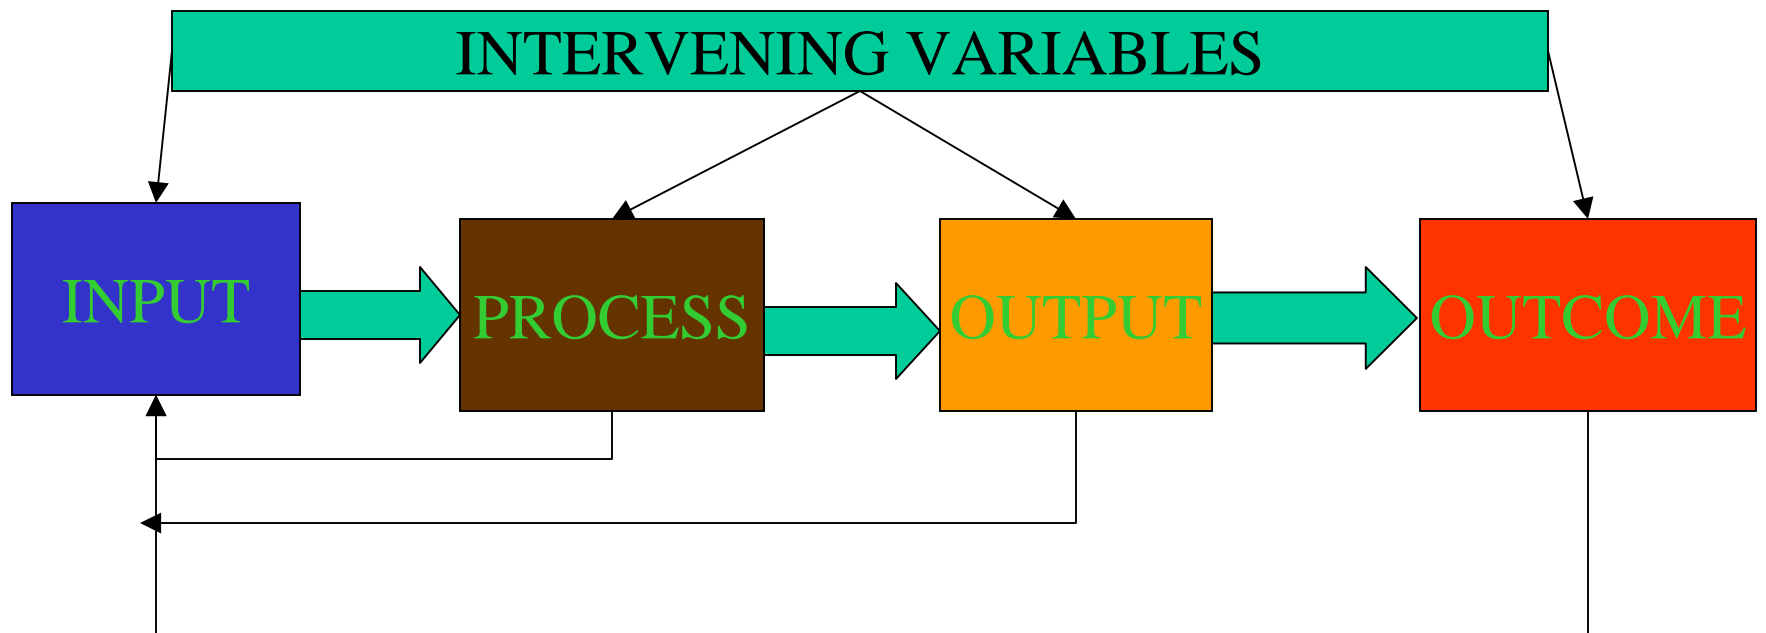 INTERVENING VARIABLES
INPUT
PROCESS
OUTPUT
OUTCOME